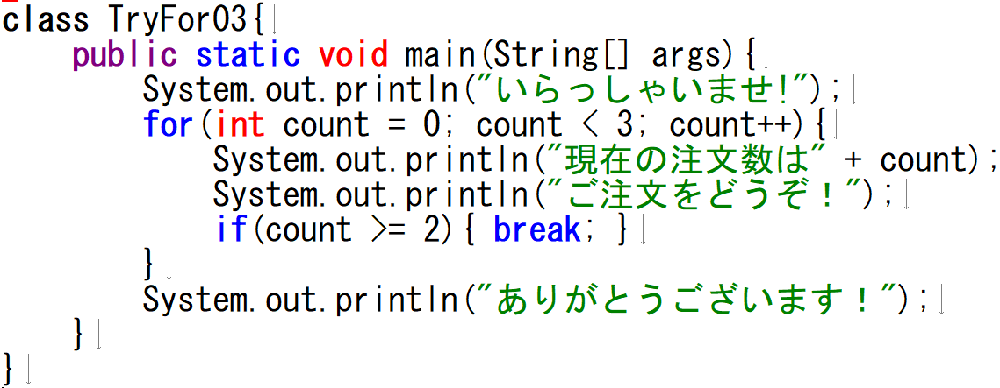 class TryFor03{
    public static void main(String[] args){
        System.out.println("いらっしゃいませ!");
        for(int count = 0; count < 3; count++){
            System.out.println("現在の注文数は" + count);
            System.out.println("ご注文をどうぞ！");
            if(count >= 2){ break; }
        }
        System.out.println("ありがとうございます！");
    }
}